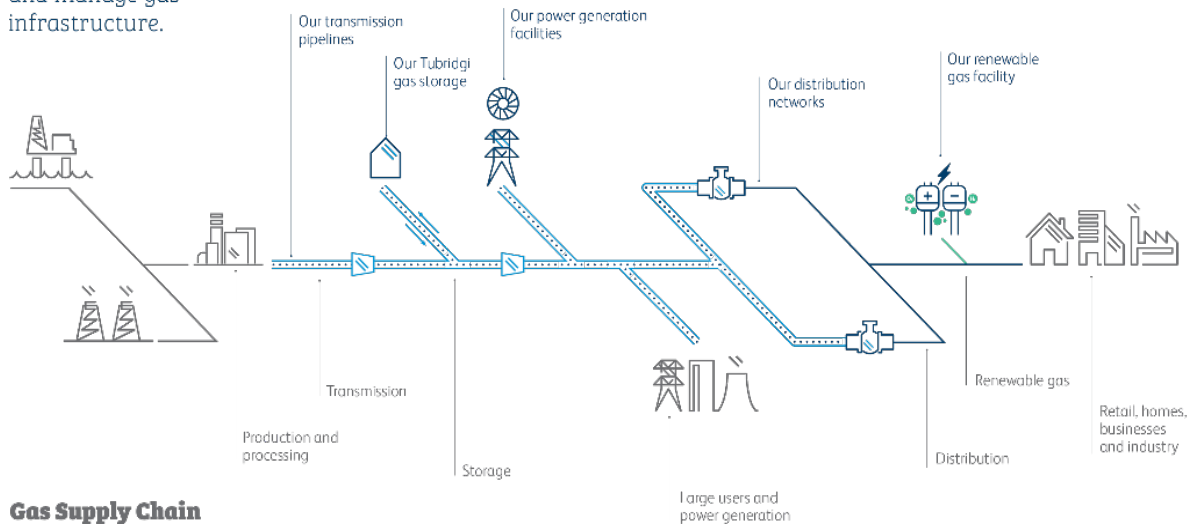 and manage gas
infrastructure.
Our transmission
pipelines
Our Tubridgi
gas storage
Our power generation
facilities
Our distribution
networks
Our renewable
gas facility
Transmission
Production and
processing
Storage
Large users and
power generation
Distribution
Renewable gas
Retail, homes,
businesses
and industry
Gas Supply Chain